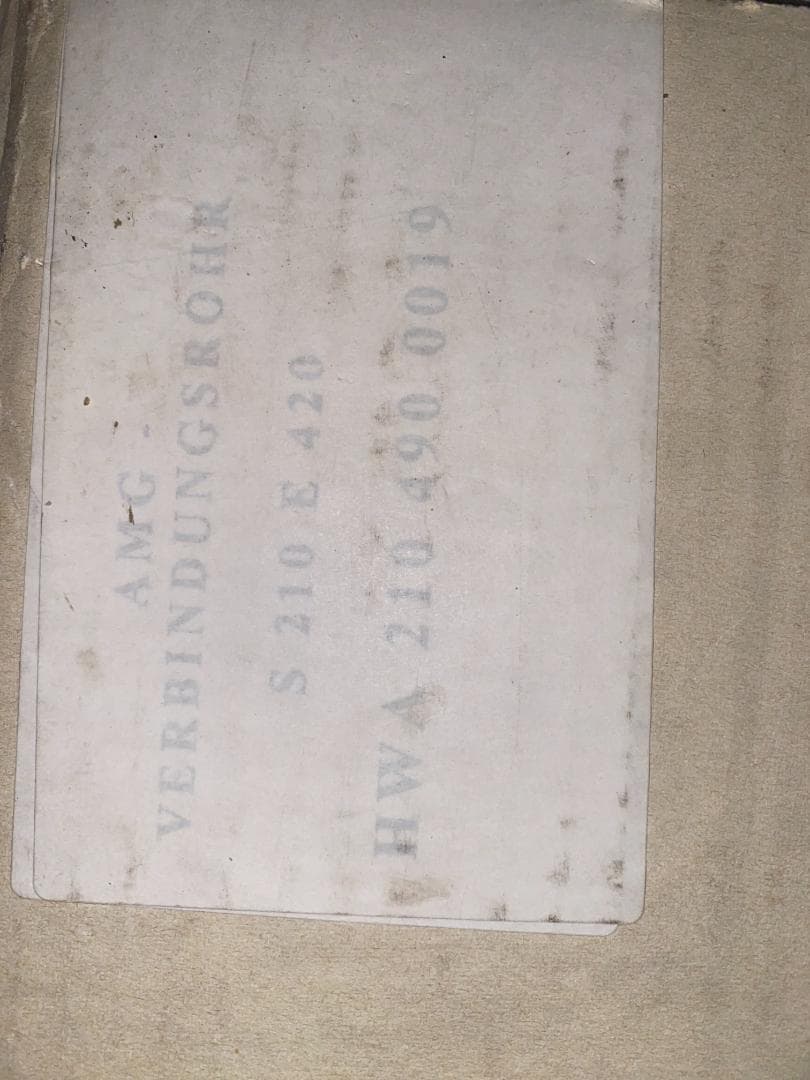 AMG -
VERBINDUNGSROHR
S 210 E 420
HWA 210 490 0019